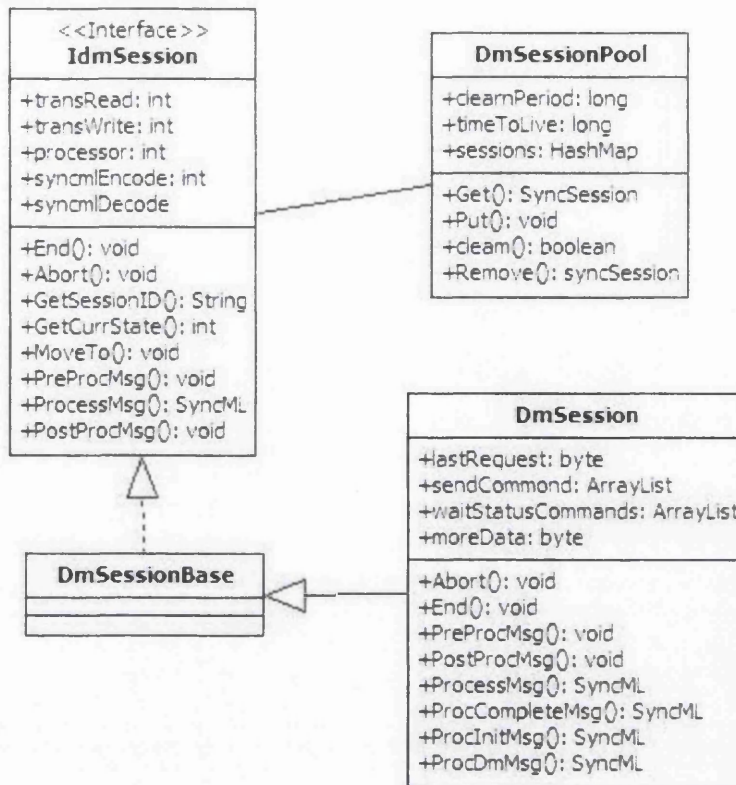 <<Interface>>
IdmSession
+transRead: int
+transWrite: int
+processor: int
+syncmlEncode: int
+syncmlDecode
+End(): void
+Abort(): void
+GetSessionID(): String
+GetCurrState(): int
+MoveTo(): void
+PreProcMsg(): void
+ProcessMsg(): SyncML
+PostProcMsg(): void
DmSessionPool
+clearnPeriod: long
+timeToLive: long
+sessions: HashMap
+Get(): SyncSession
+Put(): void
+clearn(): boolean
+Remove(): syncSession
DmSessionBase
DmSession
+lastRequest: byte
+sendCommond: ArrayList
+waitStatusCommands: ArrayList
+moreData: byte
+Abort(): void
+End(): void
+PreProcMsg(): void
+PostProcMsg(): void
+ProcessMsg(): SyncML
+ProcCompleteMsg(): SyncML
+ProcInitMsg(): SyncML
+ProcDmMsg(): SyncML